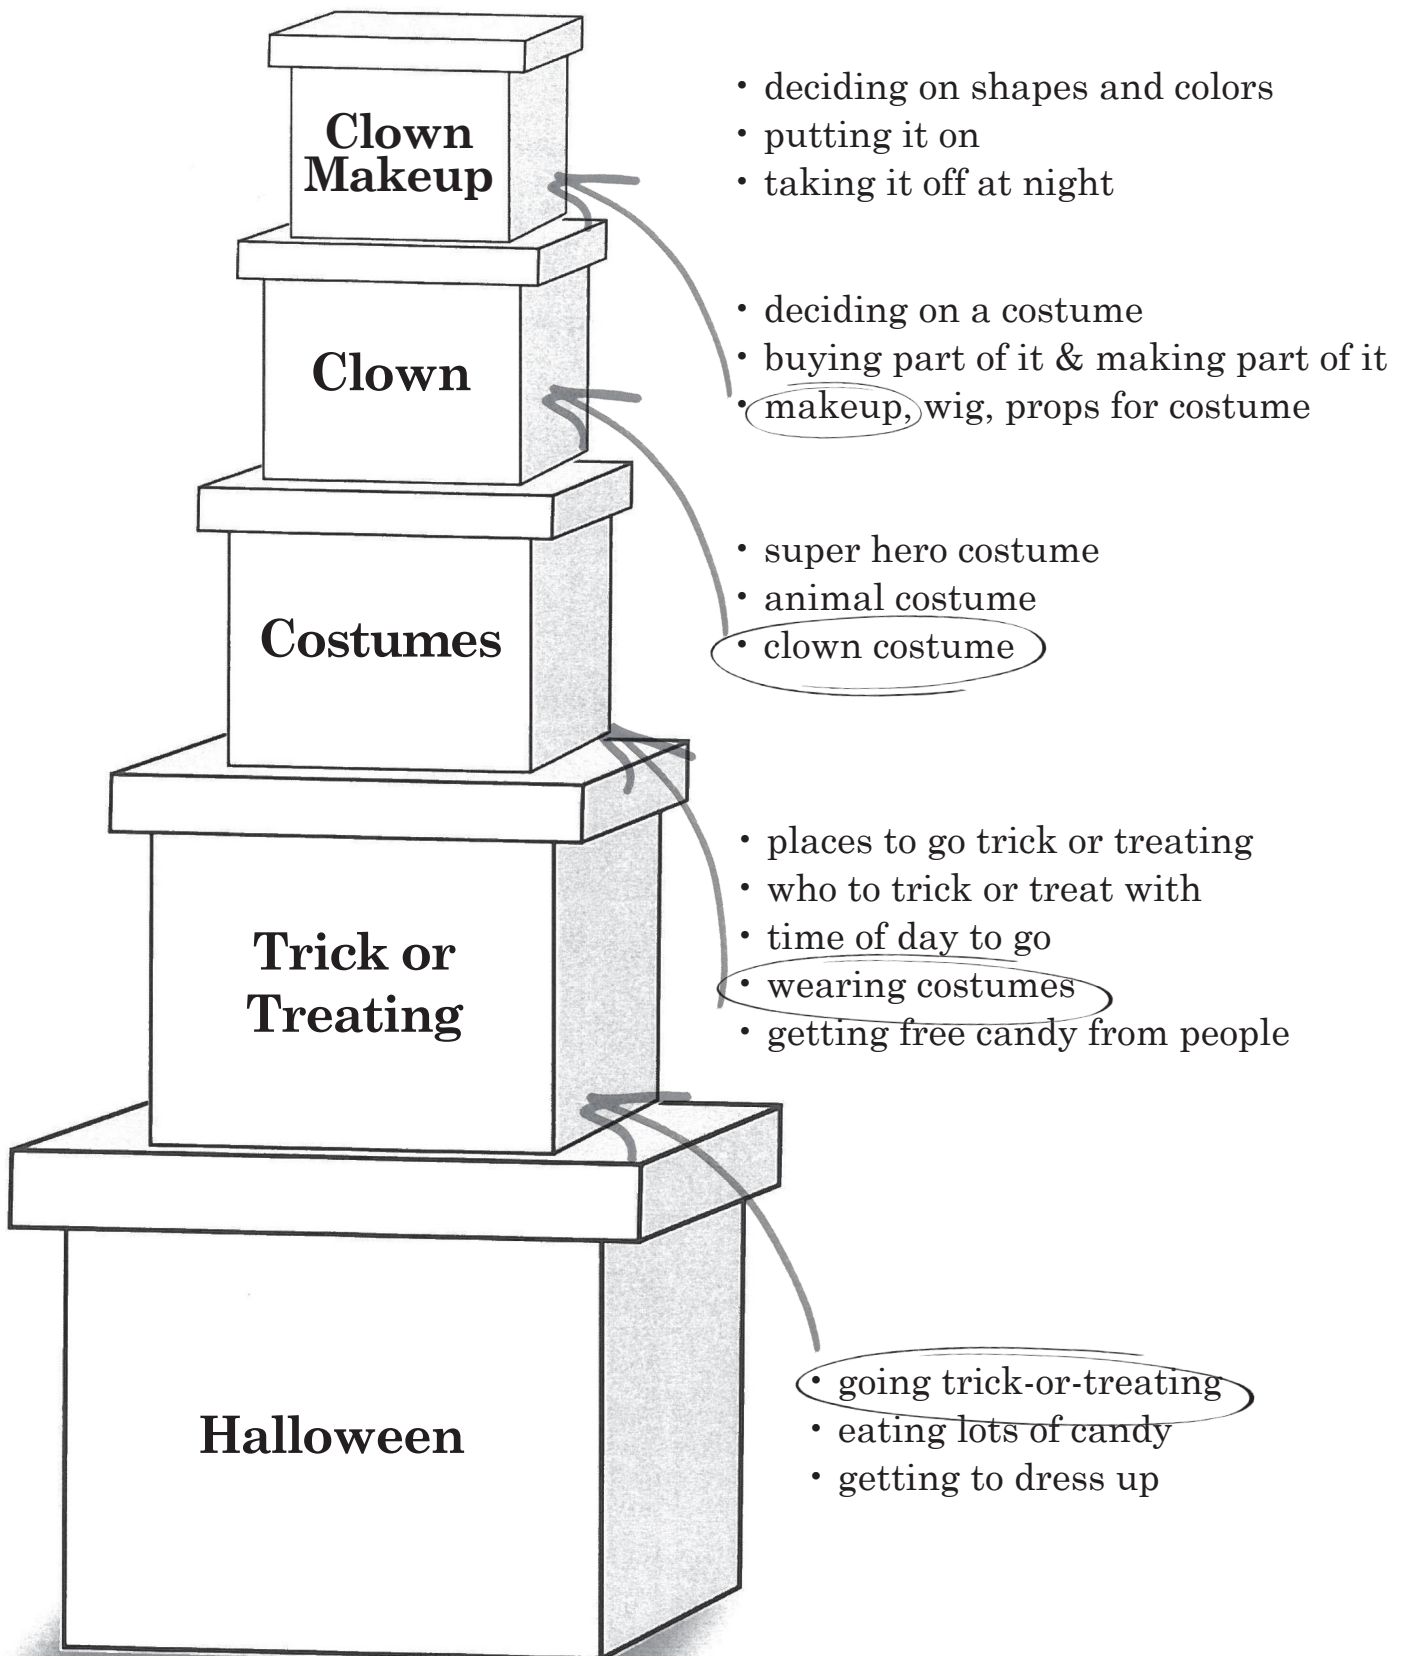 Clown
Makeup
• deciding on shapes and colors
• putting it on
• taking it off at night
Clown
• deciding on a costume
• buying part of it & making part of it
• makeup, wig, props for costume
Costumes
• super hero costume
• animal costume
• clown costume
Trick or
Treating
• places to go trick or treating
• who to trick or treat with
• time of day to go
• wearing costumes
• getting free candy from people
Halloween
• going trick-or-treating
• eating lots of candy
• getting to dress up